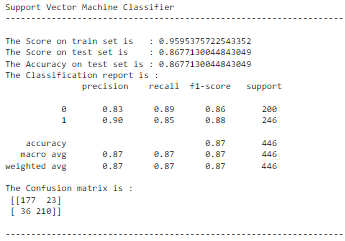 Support Vector Machine Classifier
--------------------------------------------------------------------------------
The Score on train set is   : 0.9595375722543352
The Score on test set is    : 0.8677130044843049
The Accuracy on test set is : 0.8677130044843049
The Classification report is :
              precision    recall  f1-score   support

           0       0.83      0.89      0.86       200
           1       0.90      0.85      0.88       246

    accuracy                           0.87       446
   macro avg       0.87      0.87      0.87       446
weighted avg       0.87      0.87      0.87       446

The Confusion matrix is :
 [[177  23]
 [ 36 210]]
--------------------------------------------------------------------------------